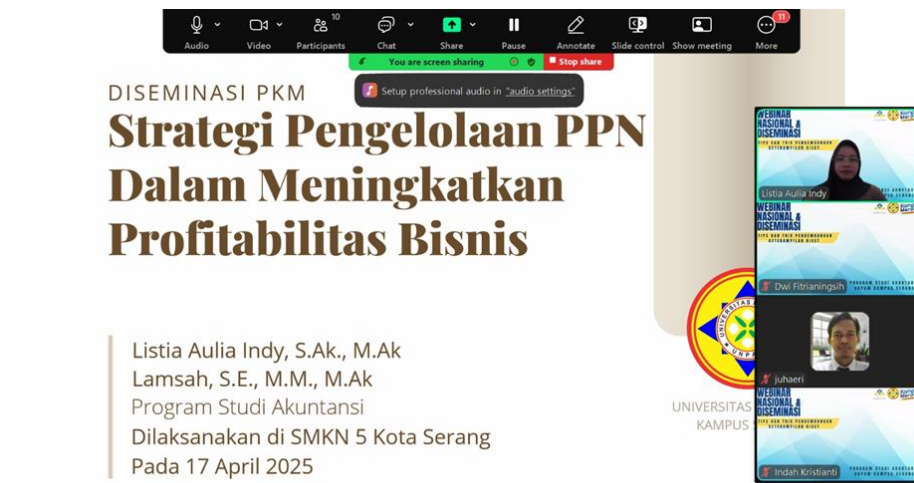 10
11
Audio
Video
Participants
Chat
Share
Pause
Annotate
Slide control
Show meeting
More
You are screen sharing
Stop share
Setup professional audio in "audio settings"
DISEMINASI PKM
Strategi Pengelolaan PPN
Dalam Meningkatkan
Profitabilitas Bisnis
Listia Aulia Indy, S.Ak., M.Ak
Lamsah, S.E., M.M., M.Ak
Program Studi Akuntansi
Dilaksanakan di SMKN 5 Kota Serang
Pada 17 April 2025
UNIVERSITAS
KAMPUS
WEBINAR
NASIONAL &
DISEMINASI
Listia Aulia Indy
WEBINAR
NASIONAL &
DISEMINASI
Dwi Fitrianingsih
juhaeri
WEBINAR
NASIONAL &
DISEMINASI
Indah Kristianti